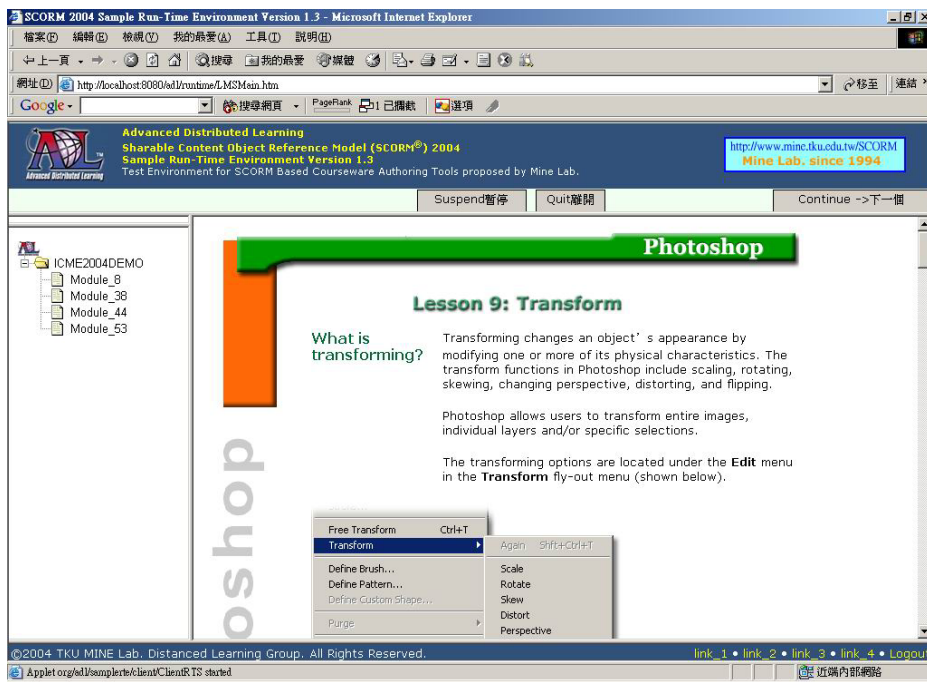 SCORM 2004 Sample Run-Time Environment Version 1.3 - Microsoft Internet Explorer
檔案(F) 編輯(E) 檢視(V) 我的最愛(A) 工具(T) 說明(H)
上一頁 搜尋 我的最愛 媒體
網址(D) http://localhost:8080/adl/runtime/LMSMain.htm 移至 連結
Google 搜尋網頁 PageRank 1 已攔截 選項
Advanced Distributed Learning
Sharable Content Object Reference Model (SCORM®) 2004
Sample Run-Time Environment Version 1.3
Test Environment for SCORM Based Courseware Authoring Tools proposed by Mine Lab.
http://www.mine.tku.edu.tw/SCORM
Mine Lab. since 1994
ADL
Advanced Distributed Learning
Suspend暫停 Quit離開 Continue ->下一個
ADL
ICME2004DEMO
Module_8
Module_38
Module_44
Module_53
Photoshop
Lesson 9: Transform
What is
transforming?
Transforming changes an object’ s appearance by
modifying one or more of its physical characteristics. The
transform functions in Photoshop include scaling, rotating,
skewing, changing perspective, distorting, and flipping.
Photoshop allows users to transform entire images,
individual layers and/or specific selections.
The transforming options are located under the Edit menu
in the Transform fly-out menu (shown below).
oshop
Free Transform Ctrl+T
Transform
Define Brush...
Define Pattern...
Define Custom Shape...
Purge
Again Shft+Ctrl+T
Scale
Rotate
Skew
Distort
Perspective
©2004 TKU MINE Lab. Distanced Learning Group. All Rights Reserved.
link_1 • link_2 • link_3 • link_4 • Logout
Applet org/adl/samplerte/client/ClientRTS started
近端內部網路